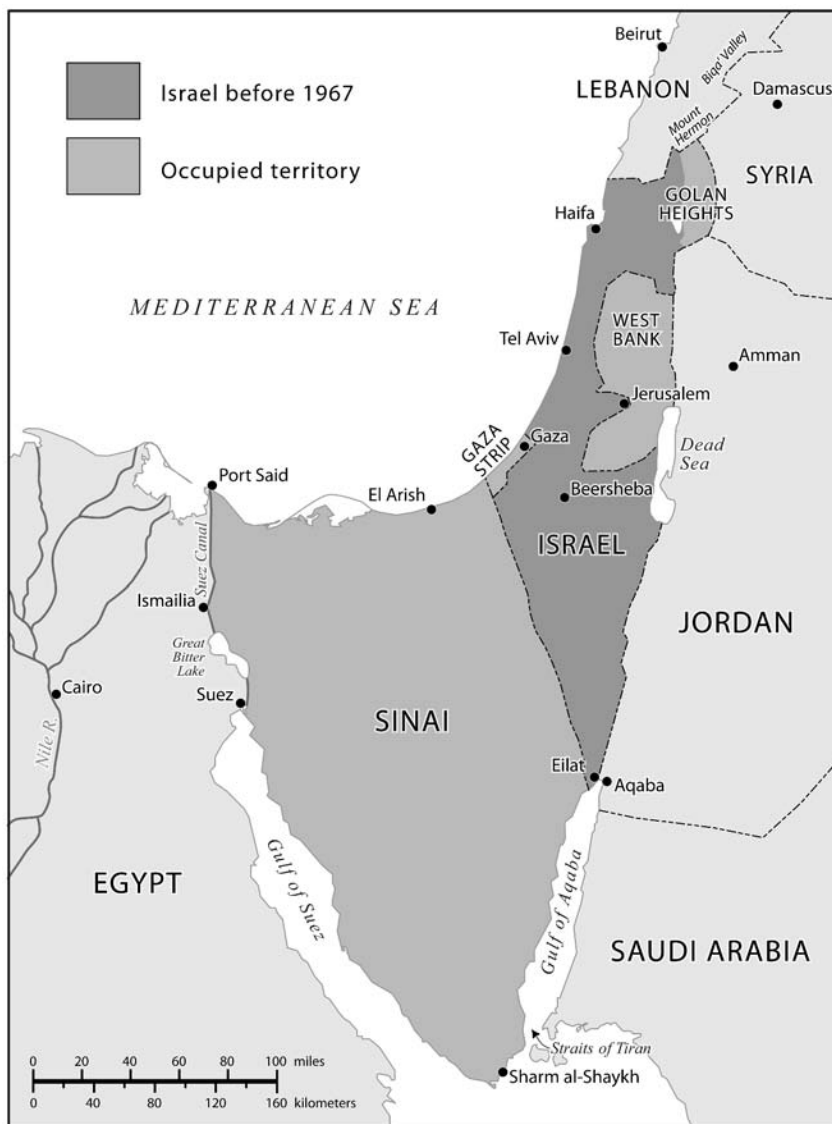 Israel before 1967
Occupied territory
Beirut
LEBANON
Biqa' Valley
Damascus
Mount
Hermon
SYRIA
GOLAN
HEIGHTS
Haifa
MEDITERRANEAN SEA
WEST
BANK
Tel Aviv
Amman
Jerusalem
GAZA
STRIP
Gaza
Dead
Sea
Port Said
El Arish
Beersheba
ISRAEL
Suez Canal
Ismailia
JORDAN
Great
Bitter
Lake
Cairo
Suez
SINAI
Nile R.
Eilat
Aqaba
EGYPT
Gulf of Suez
Gulf of Aqaba
SAUDI ARABIA
Straits of Tiran
Sharm al-Shaykh
0 20 40 60 80 100 miles
0 40 80 120 160 kilometers